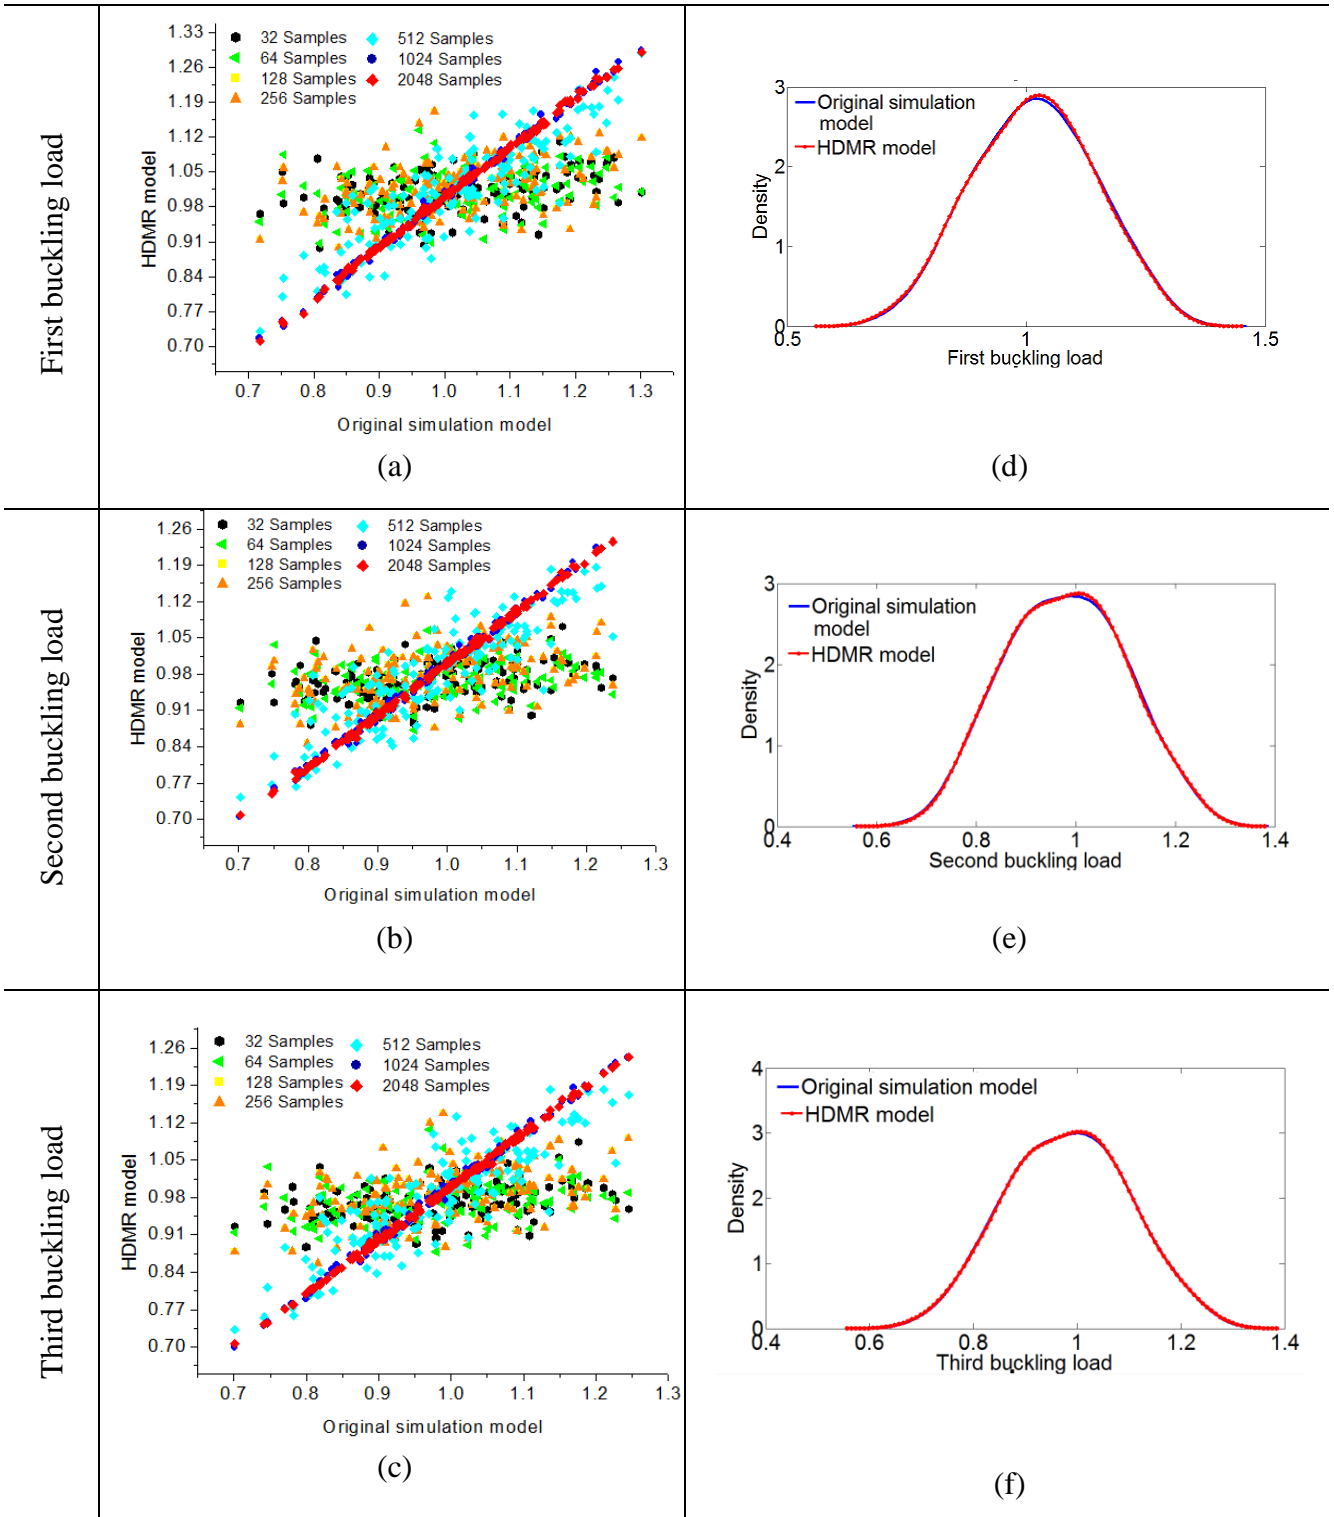 First buckling load
1.33
1.26
1.19
1.12
1.05
0.98
0.91
0.84
0.77
0.70
HDMR model
32 Samples
64 Samples
128 Samples
256 Samples
512 Samples
1024 Samples
2048 Samples
0.7 0.8 0.9 1.0 1.1 1.2 1.3
Original simulation model
(a)
3
2
1
0
Density
Original simulation
model
HDMR model
0.5 1 1.5
First buckling load
(d)
Second buckling load
1.26
1.19
1.12
1.05
0.98
0.91
0.84
0.77
0.70
HDMR model
32 Samples
64 Samples
128 Samples
256 Samples
512 Samples
1024 Samples
2048 Samples
0.7 0.8 0.9 1.0 1.1 1.2 1.3
Original simulation model
(b)
3
2
1
0
Density
Original simulation
model
HDMR model
0.4 0.6 0.8 1 1.2 1.4
Second buckling load
(e)
Third buckling load
1.26
1.19
1.12
1.05
0.98
0.91
0.84
0.77
0.70
HDMR model
32 Samples
64 Samples
128 Samples
256 Samples
512 Samples
1024 Samples
2048 Samples
0.7 0.8 0.9 1.0 1.1 1.2 1.3
Original simulation model
(c)
4
3
2
1
0
Density
Original simulation model
HDMR model
0.4 0.6 0.8 1 1.2 1.4
Third buckling load
(f)